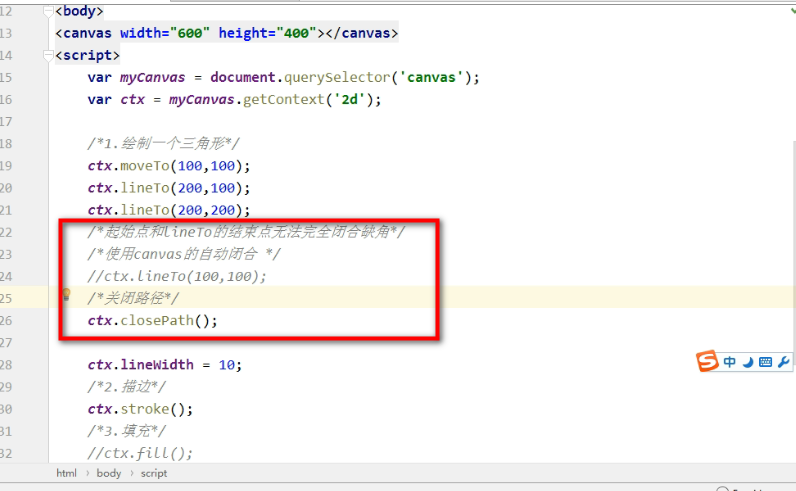 12 <body>
13 <canvas width="600" height="400"></canvas>
14 <script>
15 var myCanvas = document.querySelector('canvas');
16 var ctx = myCanvas.getContext('2d');
17
18 /*1.绘制一个三角形*/
19 ctx.moveTo(100,100);
20 ctx.lineTo(200,100);
21 ctx.lineTo(200,200);
22 /*起始点和lineTo的结束点无法完全闭合缺角*/
23 /*使用canvas的自动闭合 */
24 //ctx.lineTo(100,100);
25 /*关闭路径*/
26 ctx.closePath();
27
28 ctx.lineWidth = 10;
29 /*2.描边*/
30 ctx.stroke();
31 /*3.填充*/
32 //ctx.fill();
S 中
html › body › script